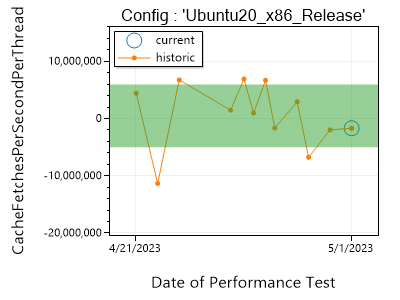 Config : 'Ubuntu20_x86_Release'
current
historic
CacheFetchesPerSecondPerThread
10,000,000
0
-10,000,000
-20,000,000
4/21/2023
5/1/2023
Date of Performance Test